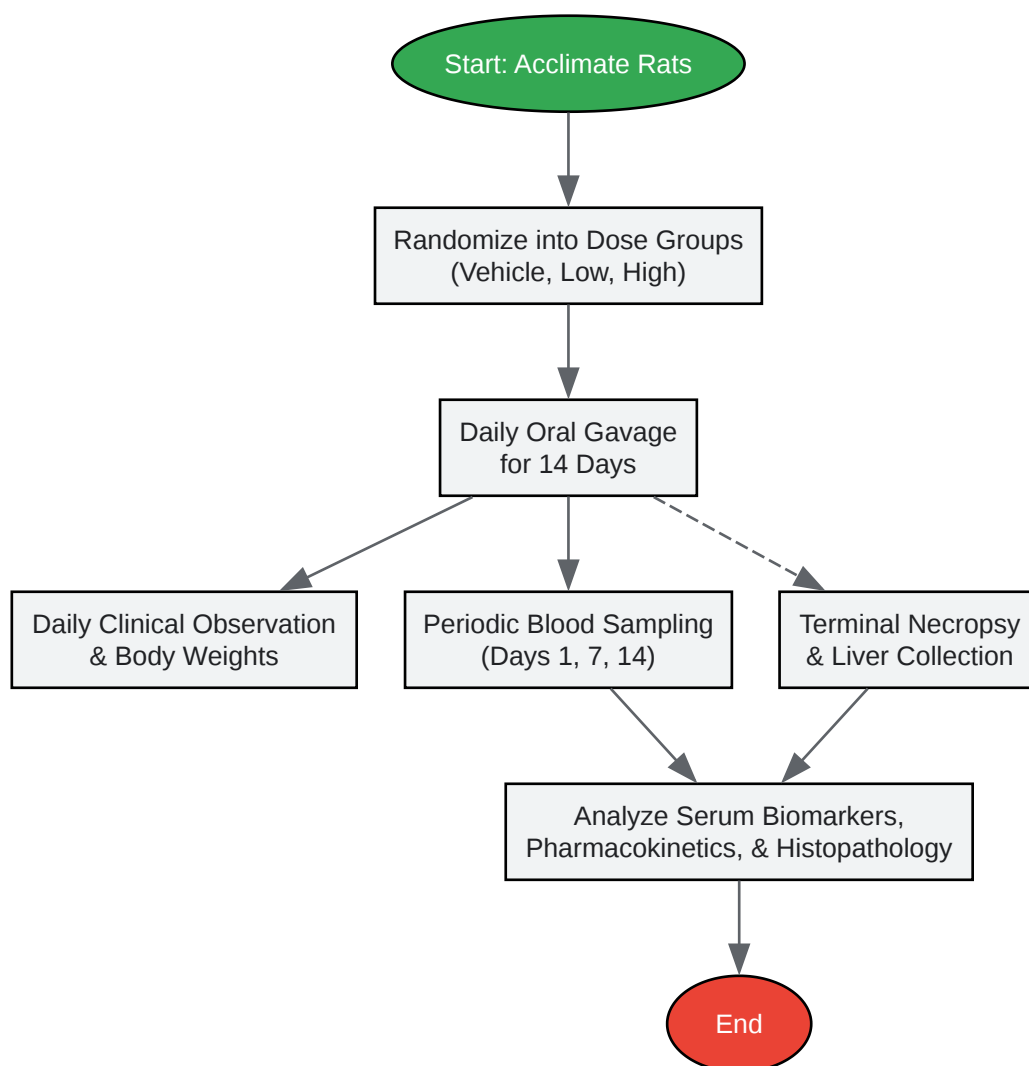 Start: Acclimate Rats
Randomize into Dose Groups
(Vehicle, Low, High)
Daily Oral Gavage
for 14 Days
Daily Clinical Observation
& Body Weights
Periodic Blood Sampling
(Days 1, 7, 14)
Terminal Necropsy
& Liver Collection
Analyze Serum Biomarkers,
Pharmacokinetics, & Histopathology
End